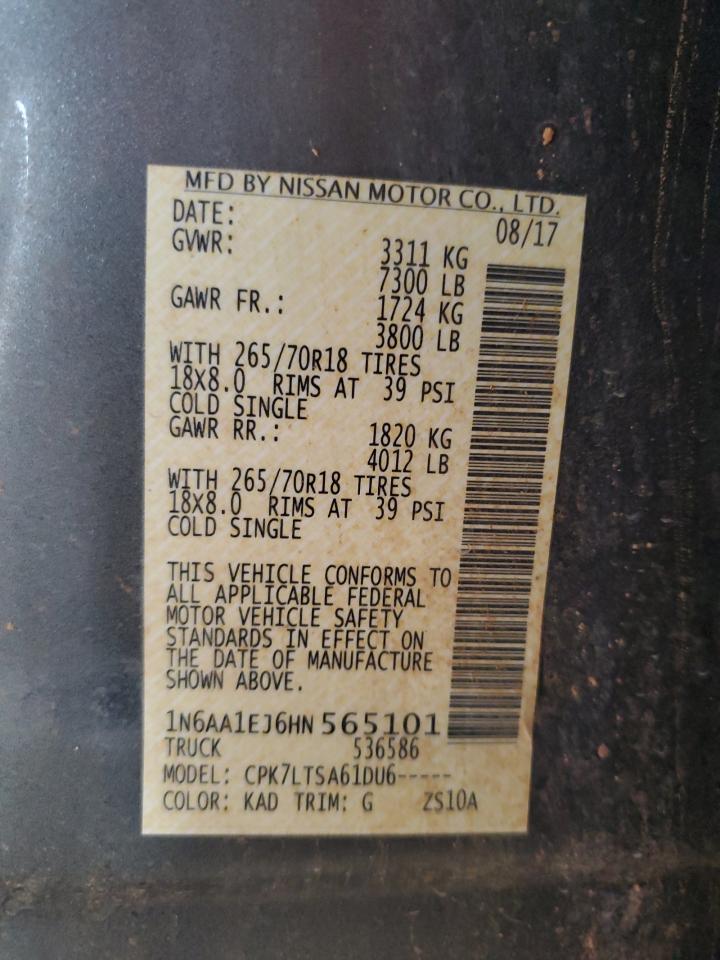 MFD BY NISSAN MOTOR CO., LTD.
DATE: 08/17
GVWR: 3311 KG
7300 LB
GAWR FR.: 1724 KG
3800 LB
WITH 265/70R18 TIRES
18X8.0 RIMS AT 39 PSI
COLD SINGLE
GAWR RR.: 1820 KG
4012 LB
WITH 265/70R18 TIRES
18X8.0 RIMS AT 39 PSI
COLD SINGLE
THIS VEHICLE CONFORMS TO
ALL APPLICABLE FEDERAL
MOTOR VEHICLE SAFETY
STANDARDS IN EFFECT ON
THE DATE OF MANUFACTURE
SHOWN ABOVE.
1N6AA1EJ6HN 565101
TRUCK 536586
MODEL: CPK7LTSA61DU6-----
COLOR: KAD TRIM: G ZS10A